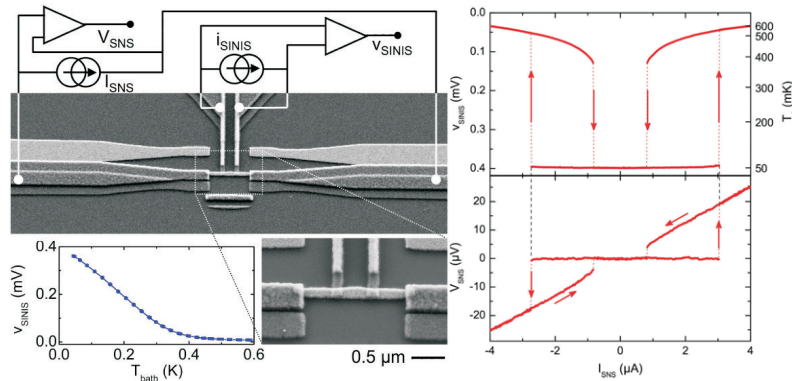 V_SNS
i_SINIS
v_SINIS
I_SNS
v_SINIS (mV)
0.4
0.2
0.0
0.0 0.2 0.4 0.6
T_bath (K)
0.5 µm
v_SINIS (mV)
0.0
0.1
0.2
0.3
0.4
600
500
400
300
200
50
T (mK)
V_SNS (µV)
20
10
0
-10
-20
-4 -2 0 2 4
I_SNS (µA)